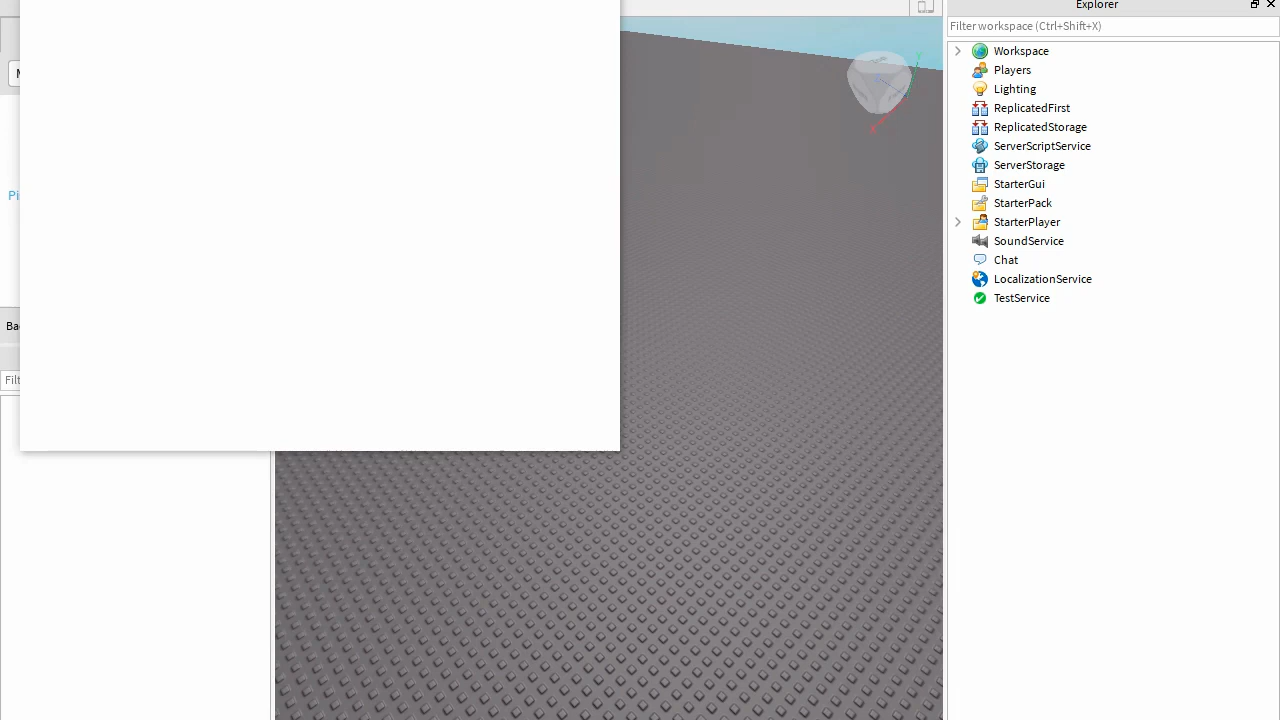 Explorer
Filter workspace (Ctrl+Shift+X)
Workspace
Players
Lighting
ReplicatedFirst
ReplicatedStorage
ServerScriptService
ServerStorage
StarterGui
StarterPack
StarterPlayer
SoundService
Chat
LocalizationService
TestService